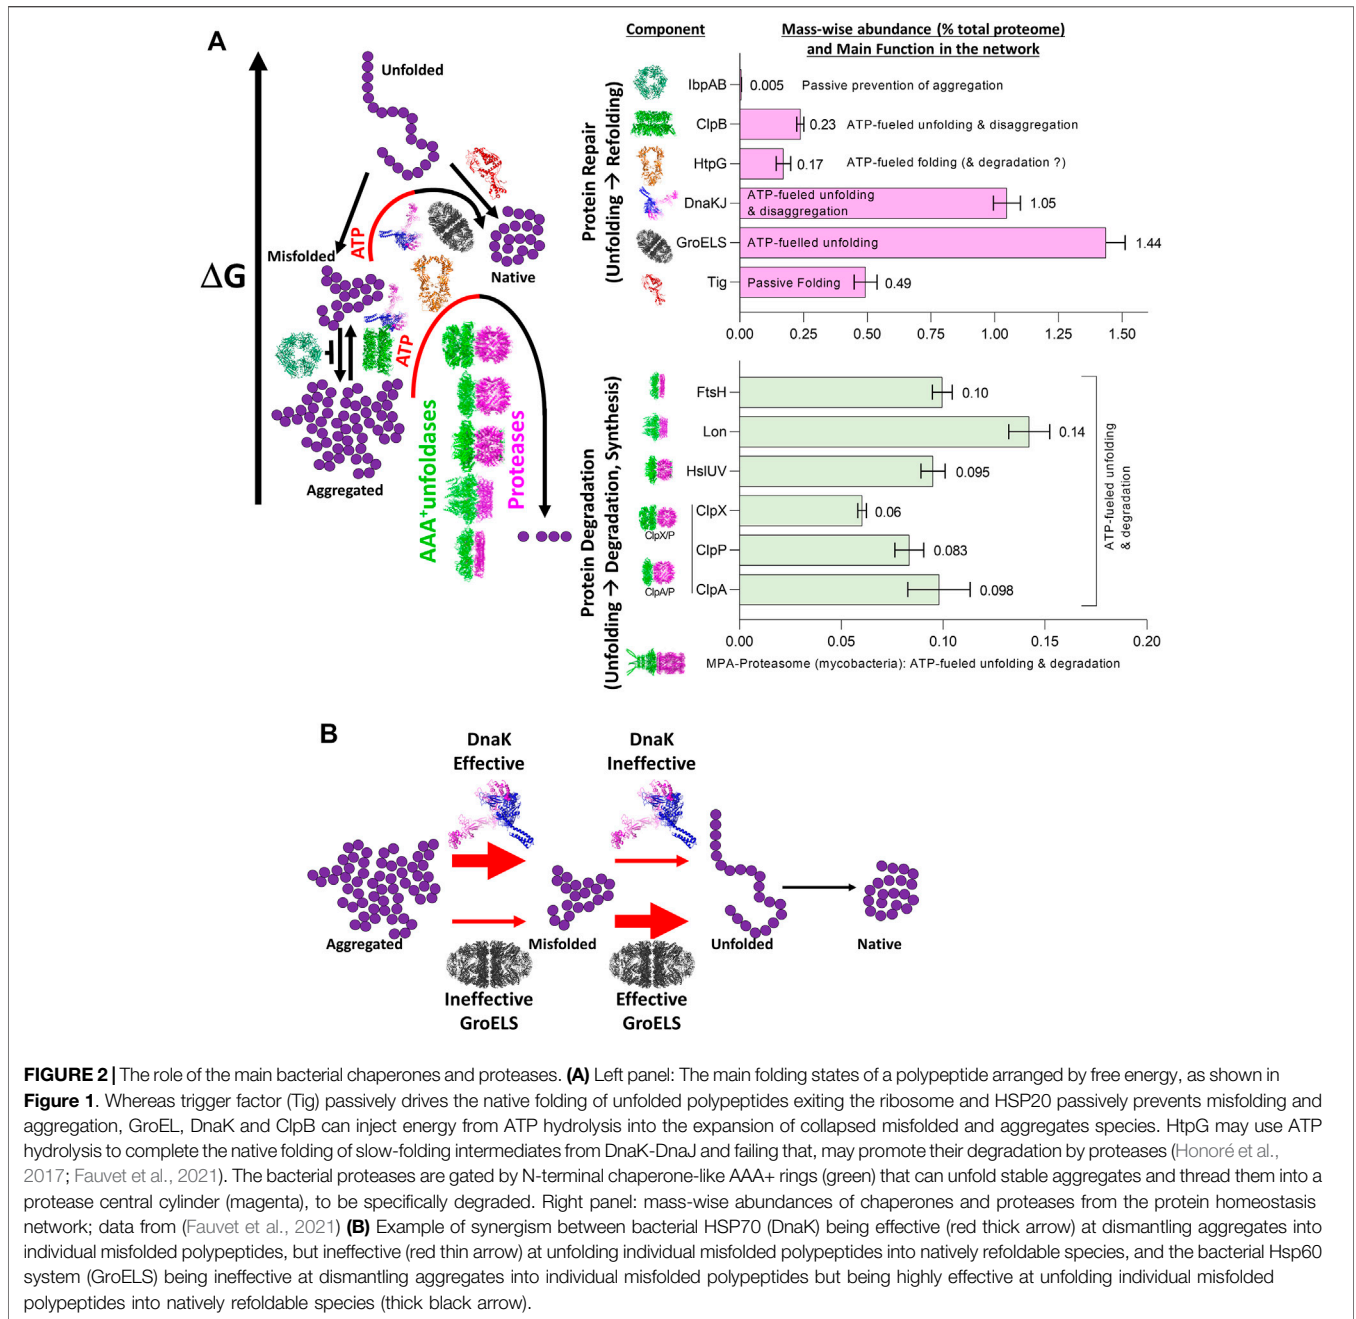 A
Unfolded
ATP
Misfolded
Native
ΔG
ATP
Aggregated
AAA+unfoldases
Proteases
Component
Mass-wise abundance (% total proteome)
and Main Function in the network
Protein Repair
(Unfolding → Refolding)
IbpAB
0.005
Passive prevention of aggregation
ClpB
0.23
ATP-fueled unfolding & disaggregation
HtpG
0.17
ATP-fueled folding (& degradation ?)
DnaKJ
ATP-fueled unfolding
& disaggregation
1.05
GroELS
ATP-fuelled unfolding
1.44
Tig
Passive Folding
0.49
0.00 0.25 0.50 0.75 1.00 1.25 1.50
Protein Degradation
(Unfolding → Degradation, Synthesis)
FtsH
0.10
Lon
0.14
HslUV
0.095
ClpX
0.06
ClpX/P
ClpP
0.083
ClpA
0.098
ClpA/P
ATP-fueled unfolding
& degradation
0.00 0.05 0.10 0.15 0.20
MPA-Proteasome (mycobacteria): ATP-fueled unfolding & degradation
B
DnaK
Effective
DnaK
Ineffective
Aggregated
Misfolded
Unfolded
Native
Ineffective
GroELS
Effective
GroELS
FIGURE 2 | The role of the main bacterial chaperones and proteases. (A) Left panel: The main folding states of a polypeptide arranged by free energy, as shown in
Figure 1. Whereas trigger factor (Tig) passively drives the native folding of unfolded polypeptides exiting the ribosome and HSP20 passively prevents misfolding and
aggregation, GroEL, DnaK and ClpB can inject energy from ATP hydrolysis into the expansion of collapsed misfolded and aggregates species. HtpG may use ATP
hydrolysis to complete the native folding of slow-folding intermediates from DnaK-DnaJ and failing that, may promote their degradation by proteases (Honoré et al.,
2017; Fauvet et al., 2021). The bacterial proteases are gated by N-terminal chaperone-like AAA+ rings (green) that can unfold stable aggregates and thread them into a
protease central cylinder (magenta), to be specifically degraded. Right panel: mass-wise abundances of chaperones and proteases from the protein homeostasis
network; data from (Fauvet et al., 2021) (B) Example of synergism between bacterial HSP70 (DnaK) being effective (red thick arrow) at dismantling aggregates into
individual misfolded polypeptides, but ineffective (red thin arrow) at unfolding individual misfolded polypeptides into natively refoldable species, and the bacterial Hsp60
system (GroELS) being ineffective at dismantling aggregates into individual misfolded polypeptides but being highly effective at unfolding individual misfolded
polypeptides into natively refoldable species (thick black arrow).